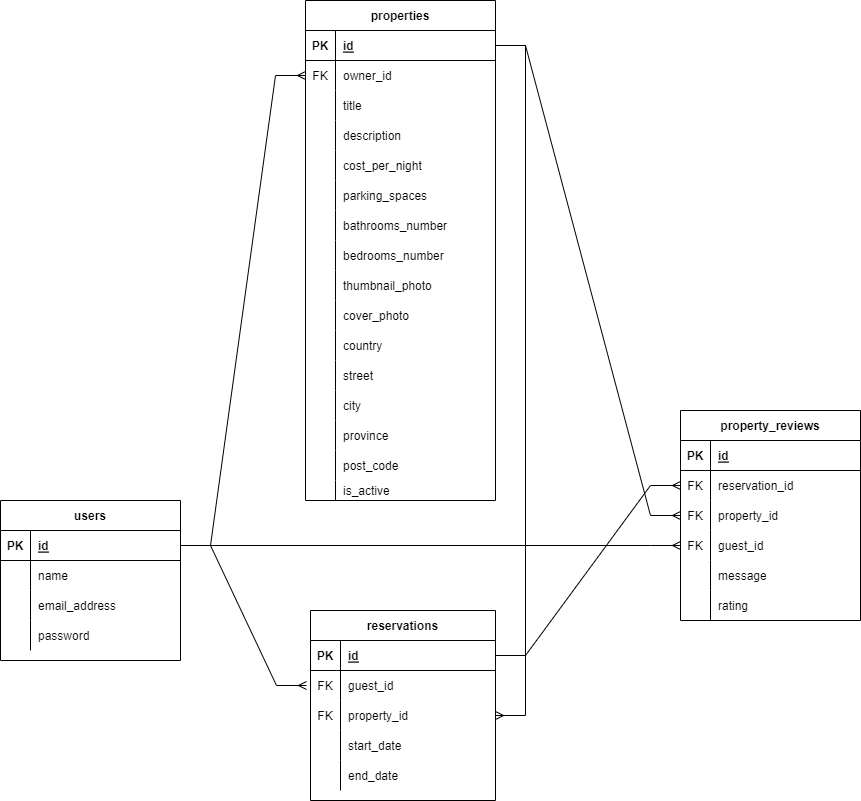 properties
PK id
FK owner_id
title
description
cost_per_night
parking_spaces
bathrooms_number
bedrooms_number
thumbnail_photo
cover_photo
country
street
city
province
post_code
is_active
users
PK id
name
email_address
password
property_reviews
PK id
FK reservation_id
FK property_id
FK guest_id
message
rating
reservations
PK id
FK guest_id
FK property_id
start_date
end_date